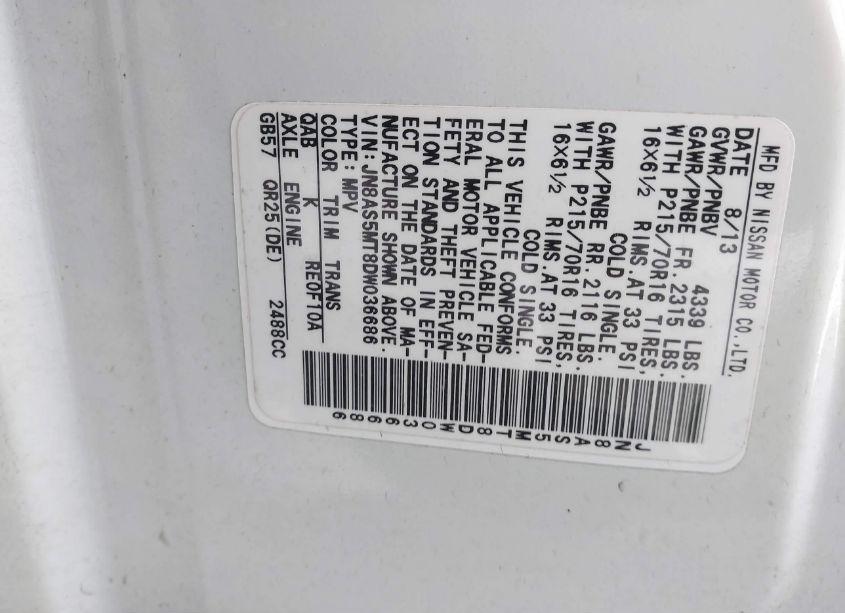 MFD BY NISSAN MOTOR CO.,LTD.
DATE 8/13
GVWR/PNBV 4339 LBS.
GAWR/PNBE FR.2315 LBS.
WITH P215/70R16 TIRES,
16×6½ RIMS.AT 33 PSI
COLD SINGLE.
GAWR/PNBE RR.2116 LBS.
WITH P215/70R16 TIRES,
16×6½ RIMS.AT 33 PSI
COLD SINGLE.
THIS VEHICLE CONFORMS
TO ALL APPLICABLE FED-
ERAL MOTOR VEHICLE SA-
FETY AND THEFT PREVEN-
TION STANDARDS IN EFF-
ECT ON THE DATE OF MA-
NUFACTURE SHOWN ABOVE.
VIN:JN8AS5MT8DW036686
TYPE:MPV
COLOR TRIM TRANS
QAB K RE0F10A
AXLE ENGINE
GB57 QR25(DE) 2488CC
JN8AS5MT8DW036686